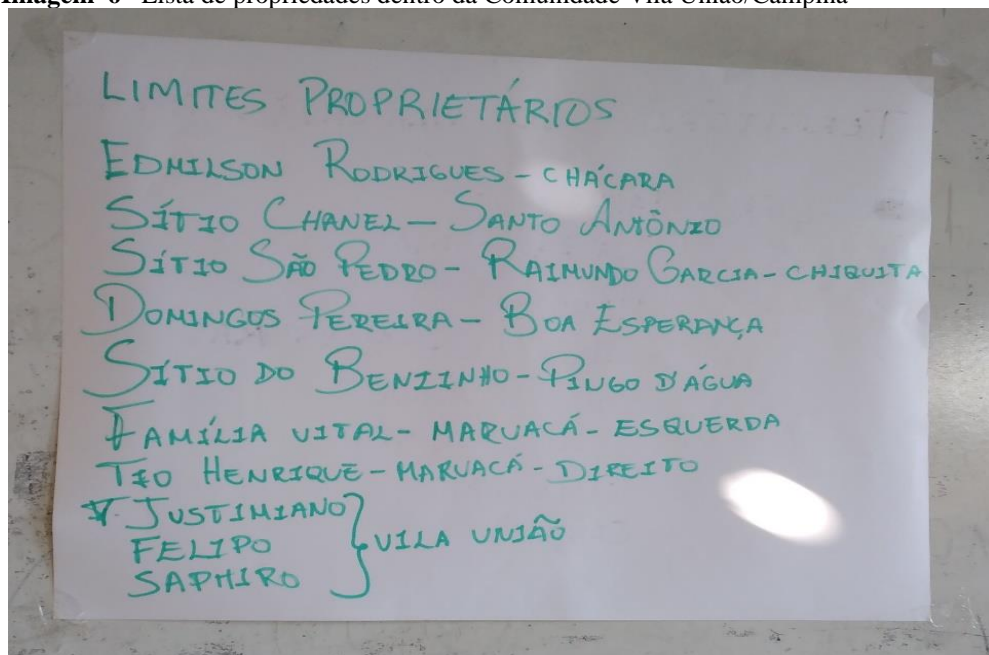 Imagem 6 Lista de propriedades dentro da Comunidade Vila União/Campina
LIMITES PROPRIETÁRIOS
EDMILSON RODRIGUES - CHÁCARA
SÍTIO CHANEL - SANTO ANTÔNIO
SÍTIO SÃO PEDRO - RAIMUNDO GARCIA - CHIQUITA
DOMINGOS PEREIRA - BOA ESPERANÇA
SÍTIO DO BENZINHO - PINGO D'ÁGUA
FAMÍLIA VITAL - MARUACÁ - ESQUERDA
TIO HENRIQUE - MARUACÁ - DIREITO
JUSTIMIANO
FELIPO
VILA UNIÃO
SAPHIRO